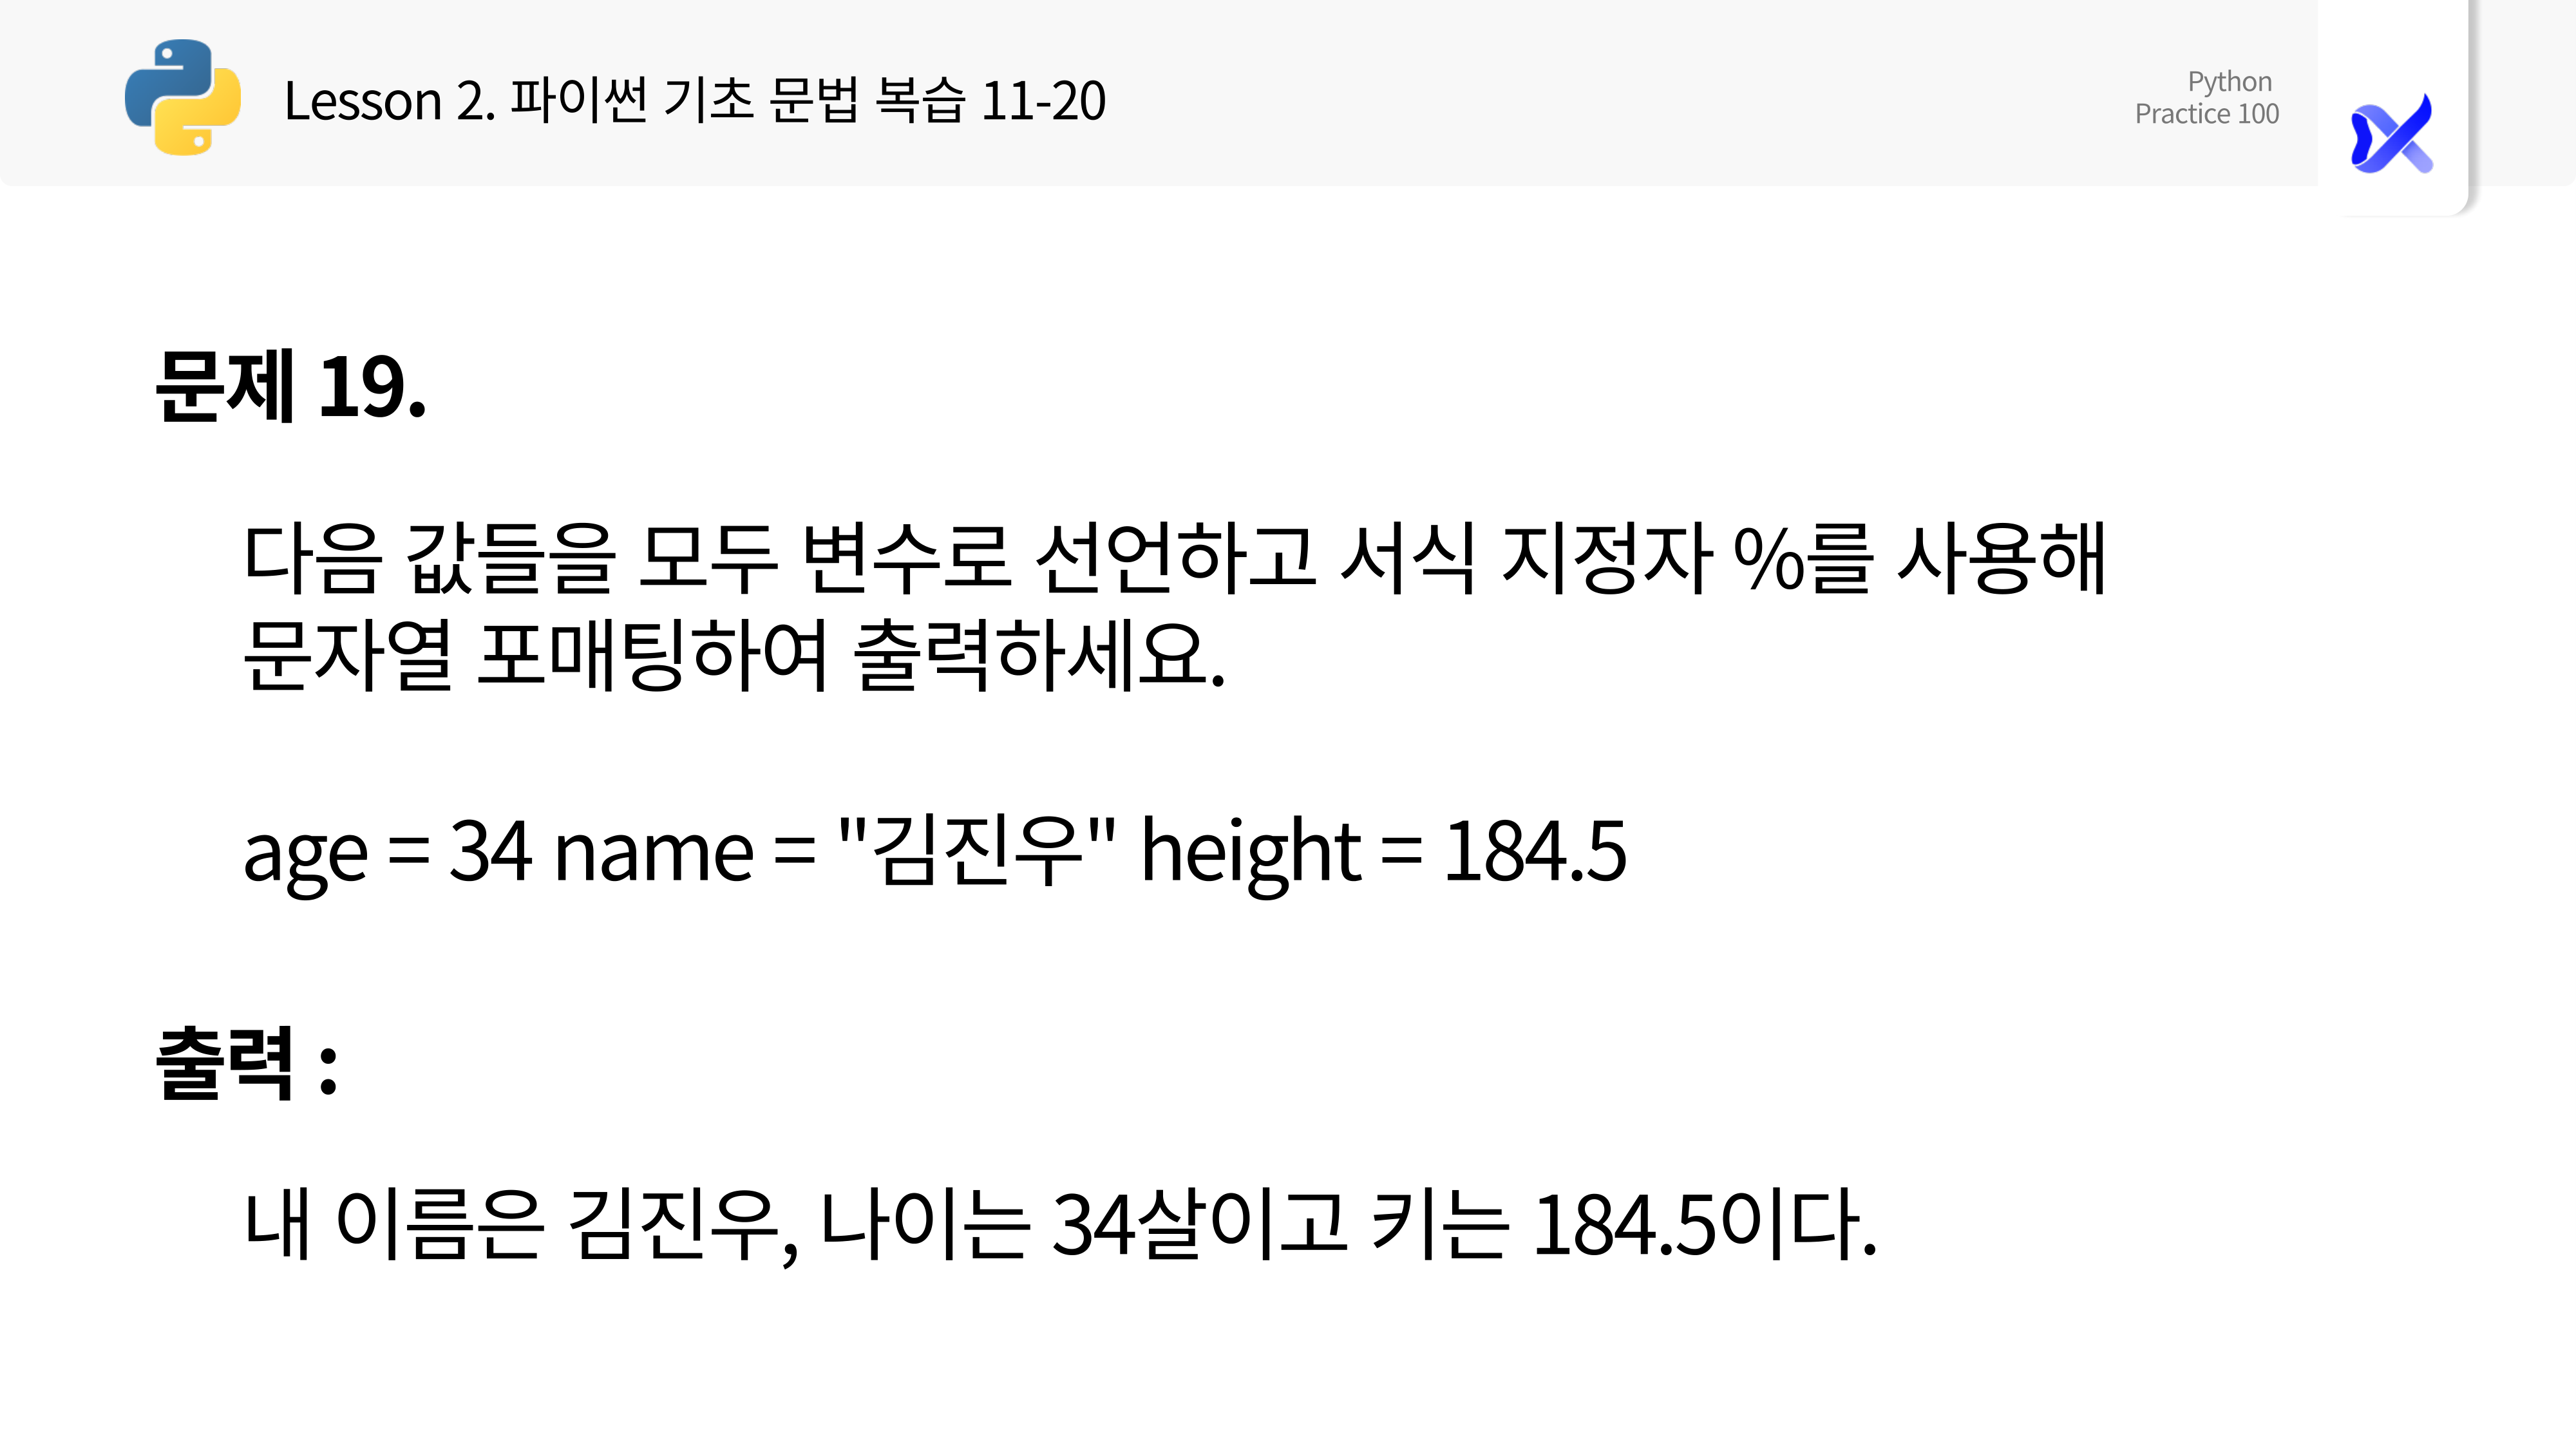 Lesson 2. 파이썬 기초 문법 복습 11-20
Python
Practice 100
문제 19.
다음 값들을 모두 변수로 선언하고 서식 지정자 %를 사용해
문자열 포매팅하여 출력하세요.
age = 34 name = "김진우" height = 184.5
출력 :
내 이름은 김진우, 나이는 34살이고 키는 184.5이다.